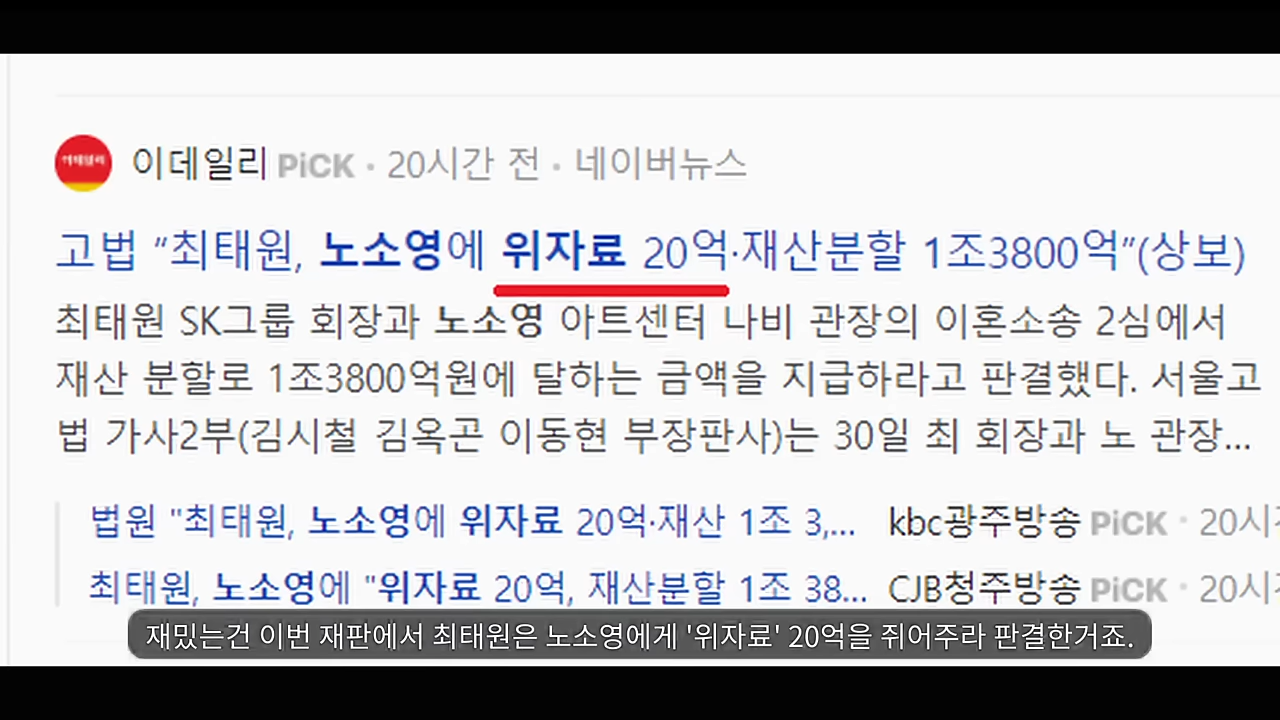 이데일리 이데일리 PiCK · 20시간 전 · 네이버뉴스
고법 “최태원, 노소영에 위자료 20억·재산분할 1조3800억”(상보)
최태원 SK그룹 회장과 노소영 아트센터 나비 관장의 이혼소송 2심에서
재산 분할로 1조3800억원에 달하는 금액을 지급하라고 판결했다. 서울고
법 가사2부(김시철 김옥곤 이동현 부장판사)는 30일 최 회장과 노 관장...
법원 "최태원, 노소영에 위자료 20억·재산 1조 3,... kbc광주방송 PiCK · 20시
최태원, 노소영에 "위자료 20억, 재산분할 1조 38... CJB청주방송 PiCK · 20시
재밌는건 이번 재판에서 최태원은 노소영에게 '위자료' 20억을 쥐어주라 판결한거죠.